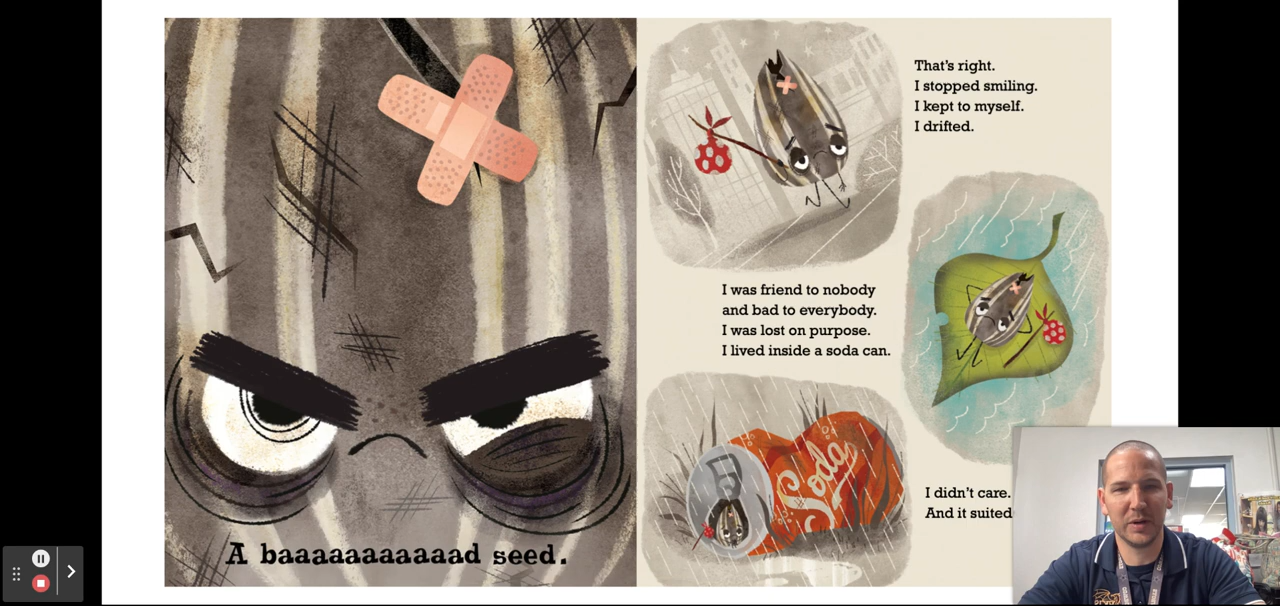 A baaaaaaaaaaaad seed.
That's right.
I stopped smiling.
I kept to myself.
I drifted.
I was friend to nobody
and bad to everybody.
I was lost on purpose.
I lived inside a soda can.
Soda
I didn't care.
And it suited